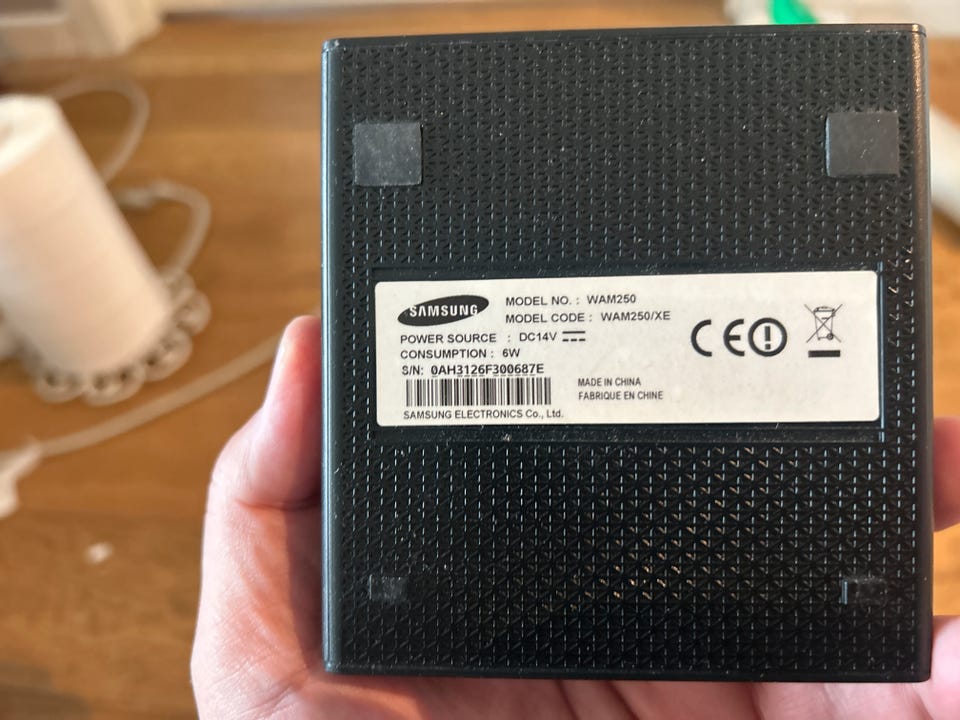 SAMSUNG
MODEL NO. : WAM250
MODEL CODE : WAM250/XE
POWER SOURCE : DC14V
CONSUMPTION : 6W
S/N: 0AH3126F300687E
SAMSUNG ELECTRONICS Co., Ltd.
MADE IN CHINA
FABRIQUE EN CHINE
CE